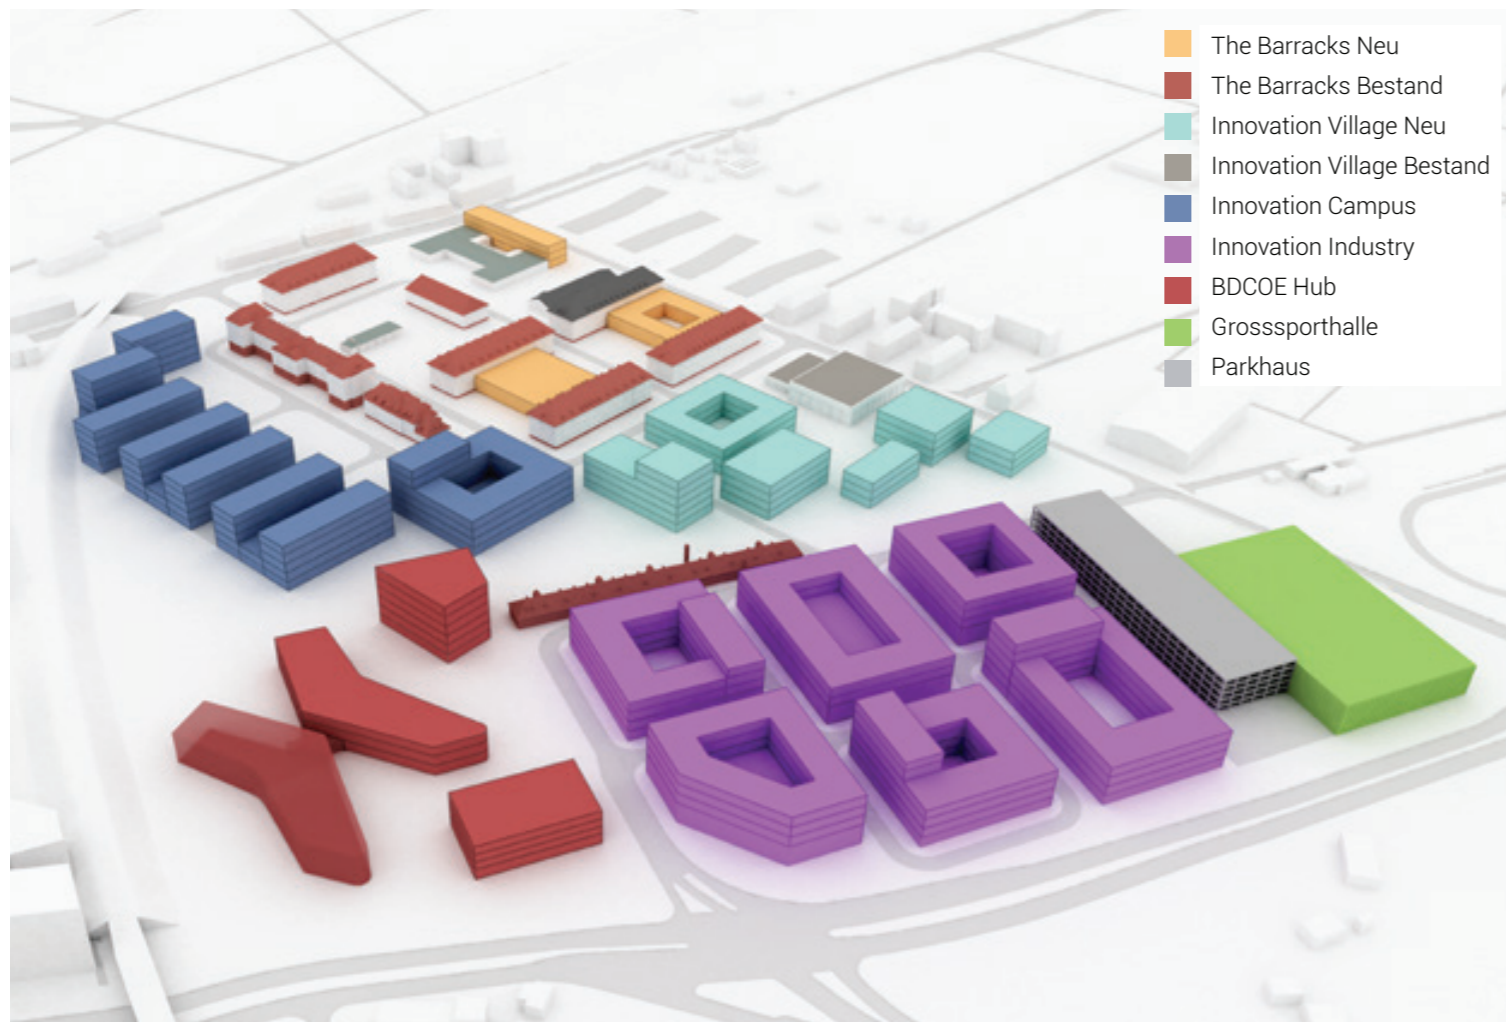 The Barracks Neu
The Barracks Bestand
Innovation Village Neu
Innovation Village Bestand
Innovation Campus
Innovation Industry
BDCOE Hub
Grosssporthalle
Parkhaus